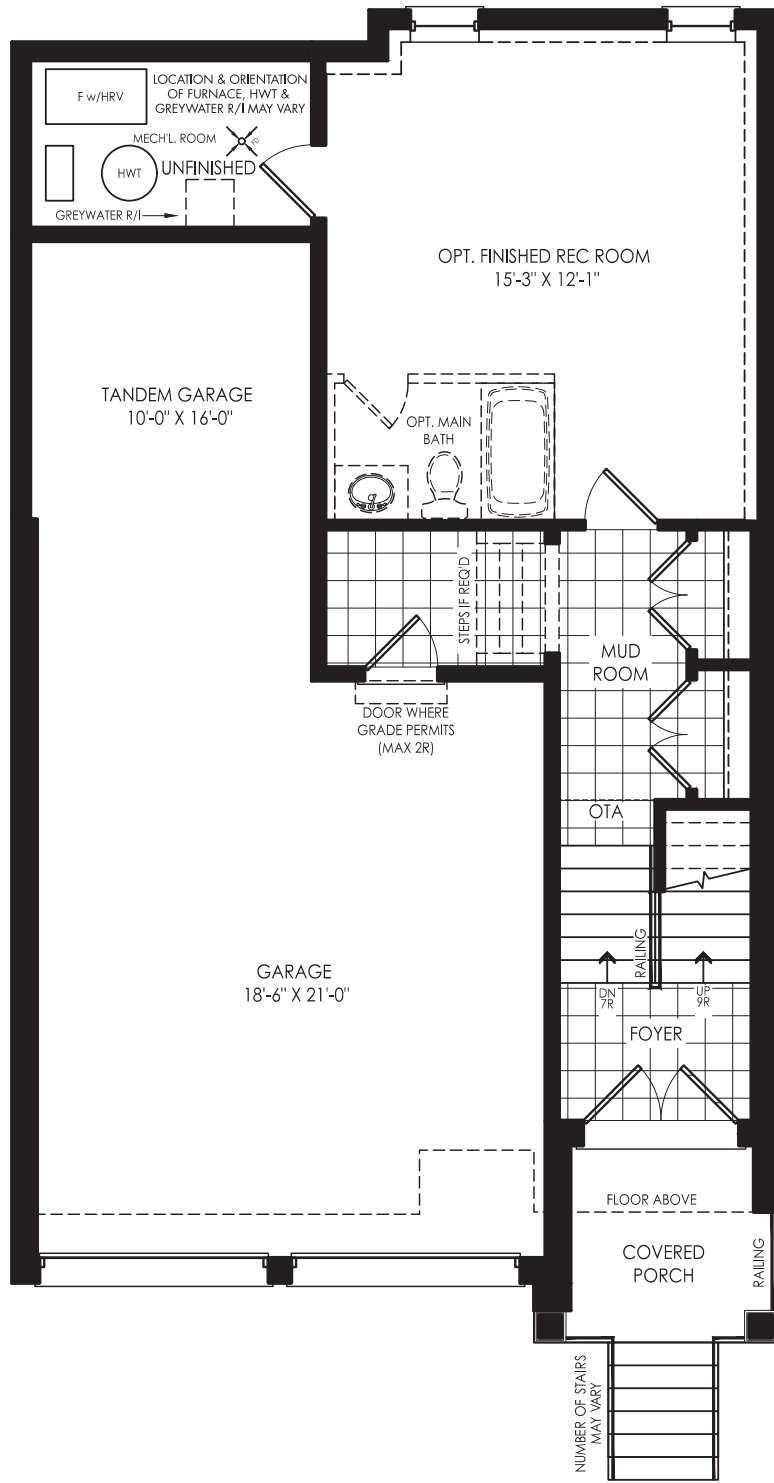 F w/HRV
LOCATION & ORIENTATION
OF FURNACE, HWT &
GREYWATER R/I MAY VARY
MECH'L. ROOM
FD
HWT
UNFINISHED
GREYWATER R/I
OPT. FINISHED REC ROOM
15'-3" X 12'-1"
TANDEM GARAGE
10'-0" X 16'-0"
OPT. MAIN
BATH
STEPS IF REQ'D
MUD
ROOM
DOOR WHERE
GRADE PERMITS
(MAX 2R)
OTA
RAILING
GARAGE
18'-6" X 21'-0"
DN
7R
UP
9R
FOYER
FLOOR ABOVE
COVERED
PORCH
RAILING
NUMBER OF STAIRS
MAY VARY